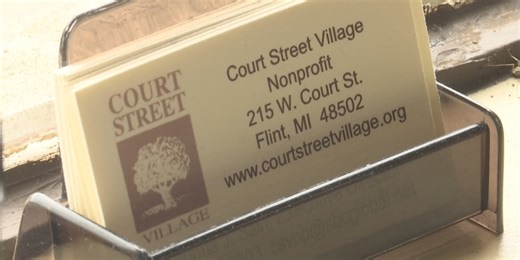 COURT
STREET
VILLAGE
Court Street Village
Nonprofit
215 W. Court St.
Flint, MI 48502
www.courtstreetvillage.org